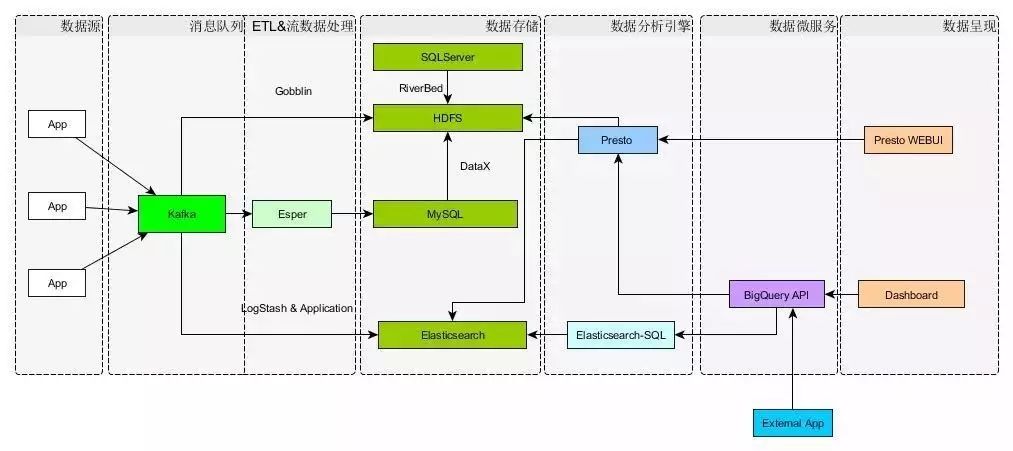 数据源
消息队列
ETL&流数据处理
数据存储
数据分析引擎
数据微服务
数据呈现
SQLServer
RiverBed
Gobblin
HDFS
App
Presto
Presto WEBUI
DataX
App
Kafka
Esper
MySQL
App
BigQuery API
Dashboard
LogStash & Application
Elasticsearch
Elasticsearch-SQL
External App